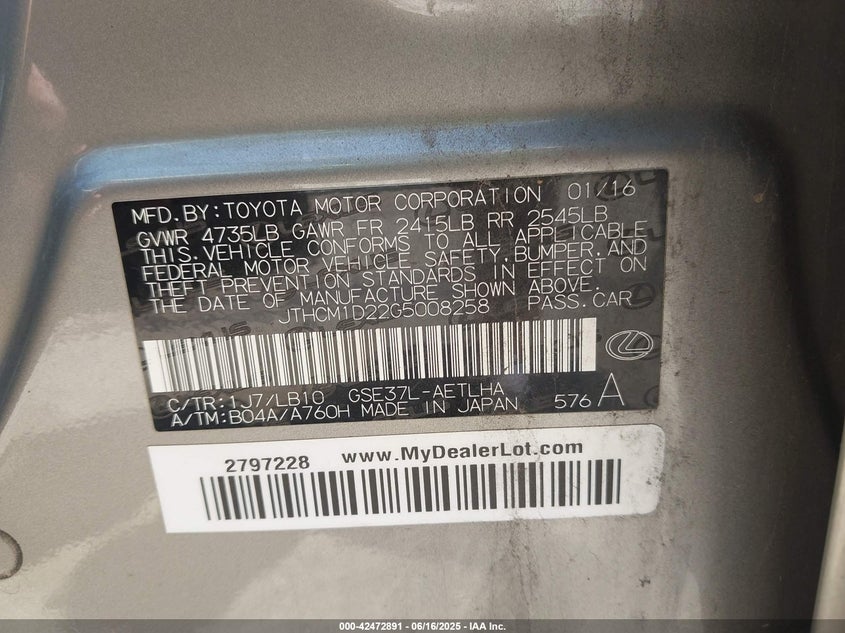 MFD. BY: TOYOTA MOTOR CORPORATION 01/16
GVWR 4735LB GAWR FR 2415LB RR 2545LB
THIS VEHICLE CONFORMS TO ALL APPLICABLE
FEDERAL MOTOR VEHICLE SAFETY, BUMPER, AND
THEFT PREVENTION STANDARDS IN EFFECT ON
THE DATE OF MANUFACTURE SHOWN ABOVE.
JTHCM1D22G5008258 PASS. CAR
C/TR: 1J7/LB10 GSE37L-AETLHA
A/TM: B04A/A760H MADE IN JAPAN 576 A
2797228 www.MyDealerLot.com
000-42472891 - 06/16/2025 - IAA Inc.